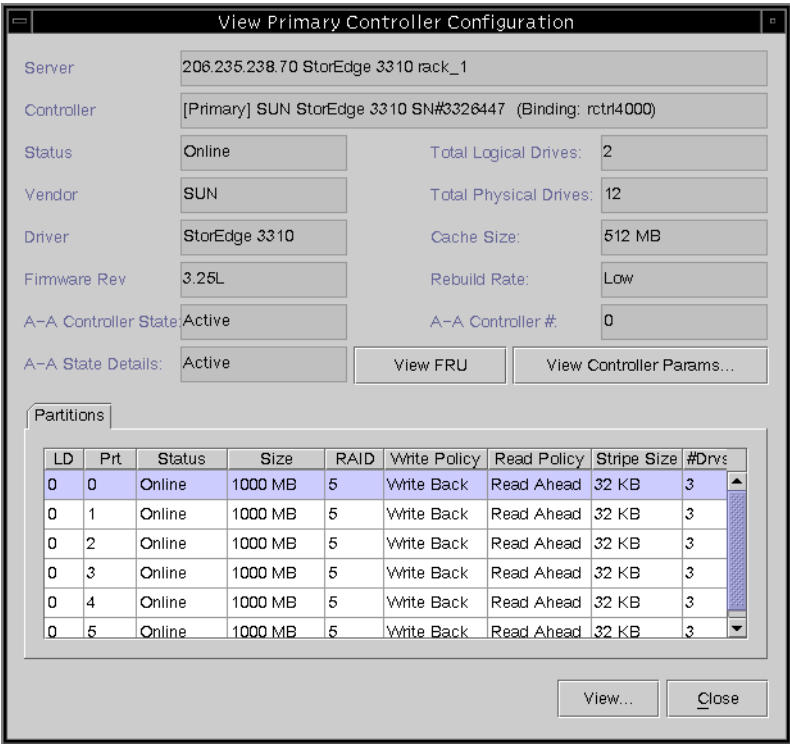 View Primary Controller Configuration
Server 206.235.238.70 StorEdge 3310 rack_1
Controller [Primary] SUN StorEdge 3310 SN#3326447 (Binding: rctrl4000)
Status Online Total Logical Drives: 2
Vendor SUN Total Physical Drives: 12
Driver StorEdge 3310 Cache Size: 512 MB
Firmware Rev 3.25L Rebuild Rate: Low
A-A Controller State: Active A-A Controller #: 0
A-A State Details: Active View FRU View Controller Params...
Partitions
LD Prt Status Size RAID Write Policy Read Policy Stripe Size #Drvs
0 0 Online 1000 MB 5 Write Back Read Ahead 32 KB 3
0 1 Online 1000 MB 5 Write Back Read Ahead 32 KB 3
0 2 Online 1000 MB 5 Write Back Read Ahead 32 KB 3
0 3 Online 1000 MB 5 Write Back Read Ahead 32 KB 3
0 4 Online 1000 MB 5 Write Back Read Ahead 32 KB 3
0 5 Online 1000 MB 5 Write Back Read Ahead 32 KB 3
View... Close